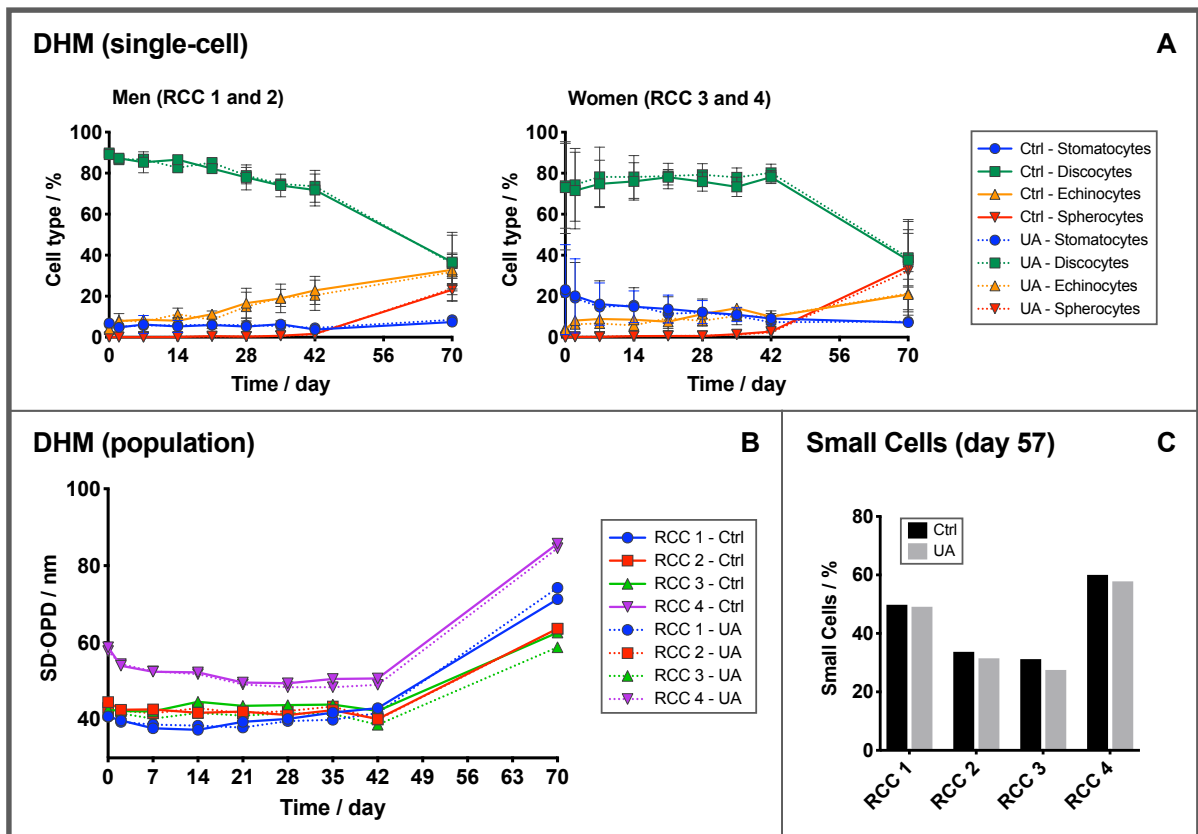 DHM (single-cell)
A
Men (RCC 1 and 2)
Cell type / %
100
80
60
40
20
0
0 14 28 42 56 70
Time / day
Women (RCC 3 and 4)
Cell type / %
100
80
60
40
20
0
0 14 28 42 56 70
Time / day
Ctrl - Stomatocytes
Ctrl - Discocytes
Ctrl - Echinocytes
Ctrl - Spherocytes
UA - Stomatocytes
UA - Discocytes
UA - Echinocytes
UA - Spherocytes
DHM (population)
B
SD-OPD / nm
100
80
60
40
0 7 14 21 28 35 42 49 56 63 70
Time / day
RCC 1 - Ctrl
RCC 2 - Ctrl
RCC 3 - Ctrl
RCC 4 - Ctrl
RCC 1 - UA
RCC 2 - UA
RCC 3 - UA
RCC 4 - UA
Small Cells (day 57)
C
Small Cells / %
80
60
40
20
0
Ctrl
UA
RCC 1
RCC 2
RCC 3
RCC 4